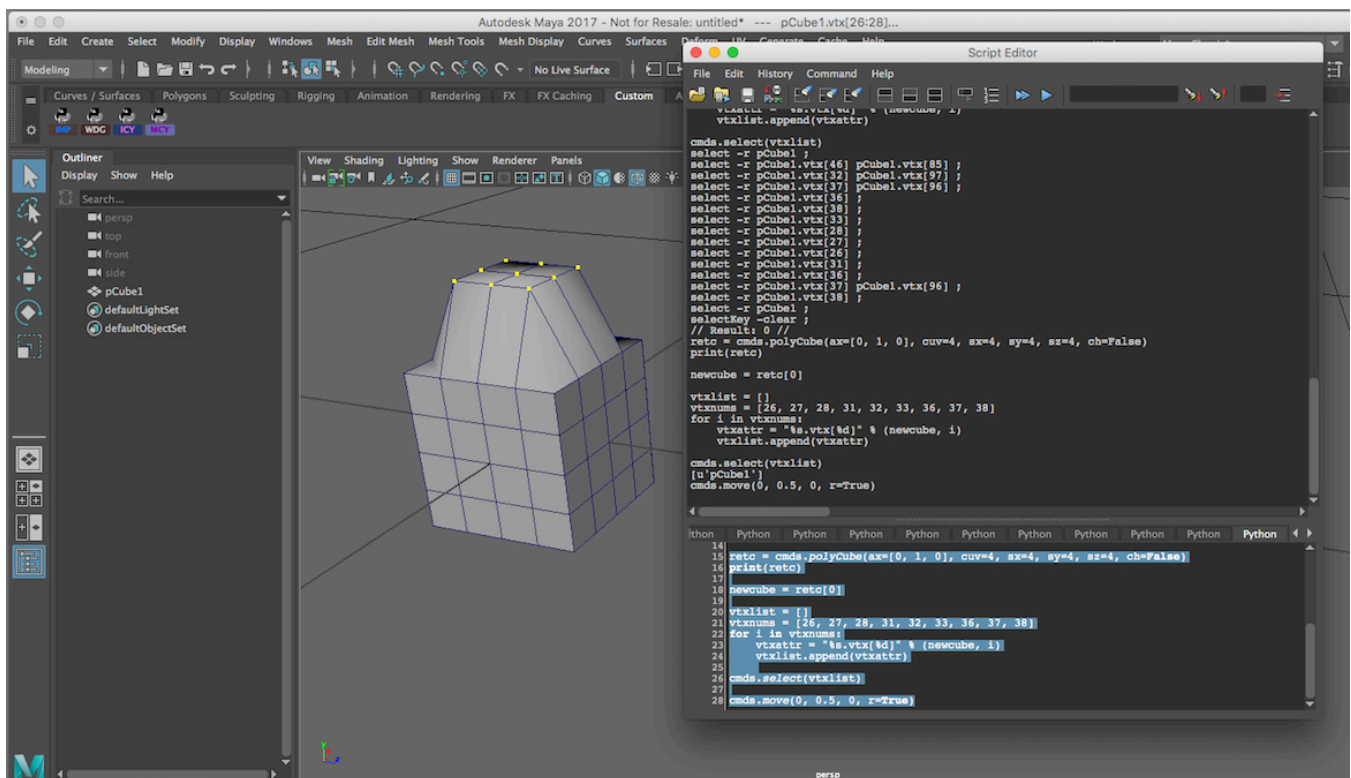 Autodesk Maya 2017 - Not for Resale: untitled* --- pCube1.vtx[26:28]...
File Edit Create Select Modify Display Windows Mesh Edit Mesh Mesh Tools Mesh Display Curves Surfaces Deform UV Generate Cache Help
Modeling No Live Surface
Curves / Surfaces Polygons Sculpting Rigging Animation Rendering FX FX Caching Custom
IMP WDG ICY MCY
Outliner
Display Show Help
Search...
persp
top
front
side
pCube1
defaultLightSet
defaultObjectSet
View Shading Lighting Show Renderer Panels
persp
Script Editor
File Edit History Command Help
vtxattr = "%s.vtx[%d]" % (newcube, i)
vtxlist.append(vtxattr)
cmds.select(vtxlist)
select -r pCube1 ;
select -r pCube1.vtx[46] pCube1.vtx[85] ;
select -r pCube1.vtx[32] pCube1.vtx[97] ;
select -r pCube1.vtx[37] pCube1.vtx[96] ;
select -r pCube1.vtx[36] ;
select -r pCube1.vtx[38] ;
select -r pCube1.vtx[33] ;
select -r pCube1.vtx[28] ;
select -r pCube1.vtx[27] ;
select -r pCube1.vtx[26] ;
select -r pCube1.vtx[31] ;
select -r pCube1.vtx[36] ;
select -r pCube1.vtx[37] pCube1.vtx[96] ;
select -r pCube1.vtx[38] ;
select -r pCube1 ;
selectKey -clear ;
// Result: 0 //
retc = cmds.polyCube(ax=[0, 1, 0], cuv=4, sx=4, sy=4, sz=4, ch=False)
print(retc)
newcube = retc[0]
vtxlist = []
vtxnums = [26, 27, 28, 31, 32, 33, 36, 37, 38]
for i in vtxnums:
vtxattr = "%s.vtx[%d]" % (newcube, i)
vtxlist.append(vtxattr)
cmds.select(vtxlist)
[u'pCube1']
cmds.move(0, 0.5, 0, r=True)
thon Python Python Python Python Python Python Python Python Python Python
14
15 retc = cmds.polyCube(ax=[0, 1, 0], cuv=4, sx=4, sy=4, sz=4, ch=False)
16 print(retc)
17
18 newcube = retc[0]
19
20 vtxlist = []
21 vtxnums = [26, 27, 28, 31, 32, 33, 36, 37, 38]
22 for i in vtxnums:
23 vtxattr = "%s.vtx[%d]" % (newcube, i)
24 vtxlist.append(vtxattr)
25
26 cmds.select(vtxlist)
27
28 cmds.move(0, 0.5, 0, r=True)